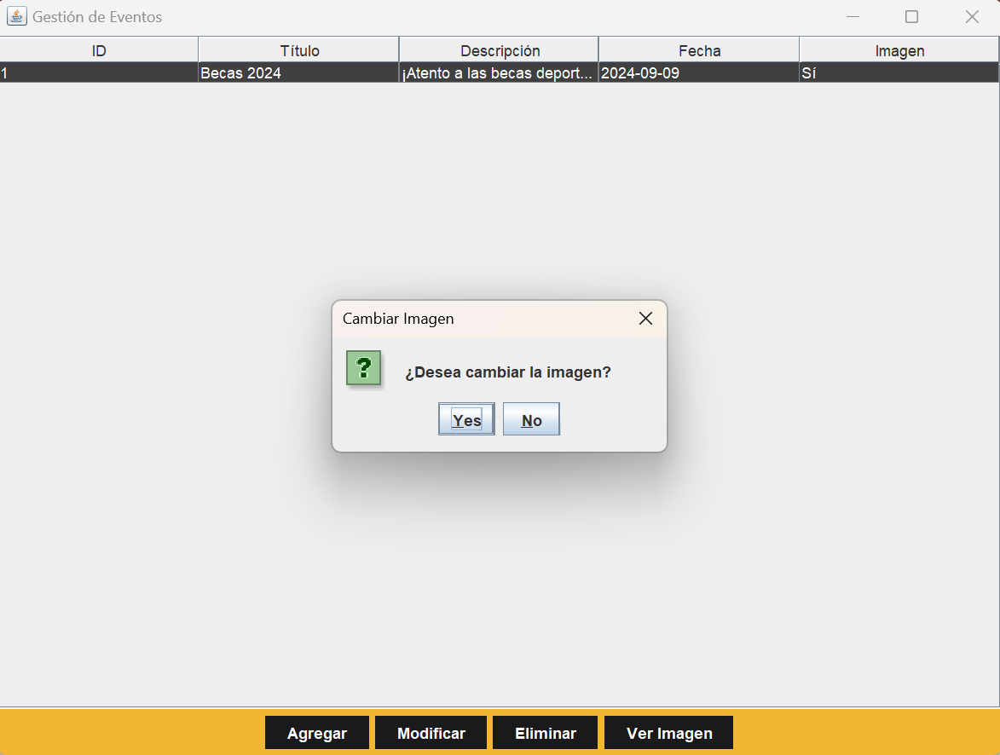 Gestión de Eventos
ID Título Descripción Fecha Imagen
1 Becas 2024 ¡Atento a las becas deport... 2024-09-09 Sí
Cambiar Imagen
?
¿Desea cambiar la imagen?
Yes No
Agregar Modificar Eliminar Ver Imagen